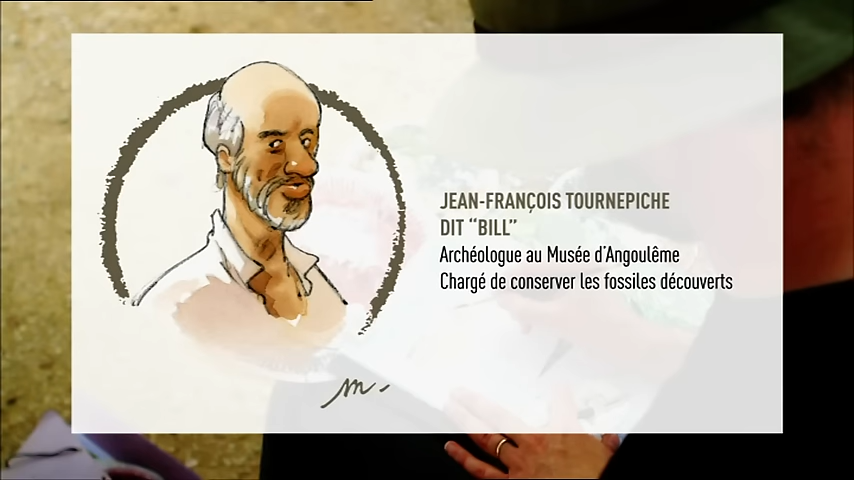 JEAN-FRANÇOIS TOURNEPICHE
DIT “BILL”
Archéologue au Musée d’Angoulême
Chargé de conserver les fossiles découverts
m.